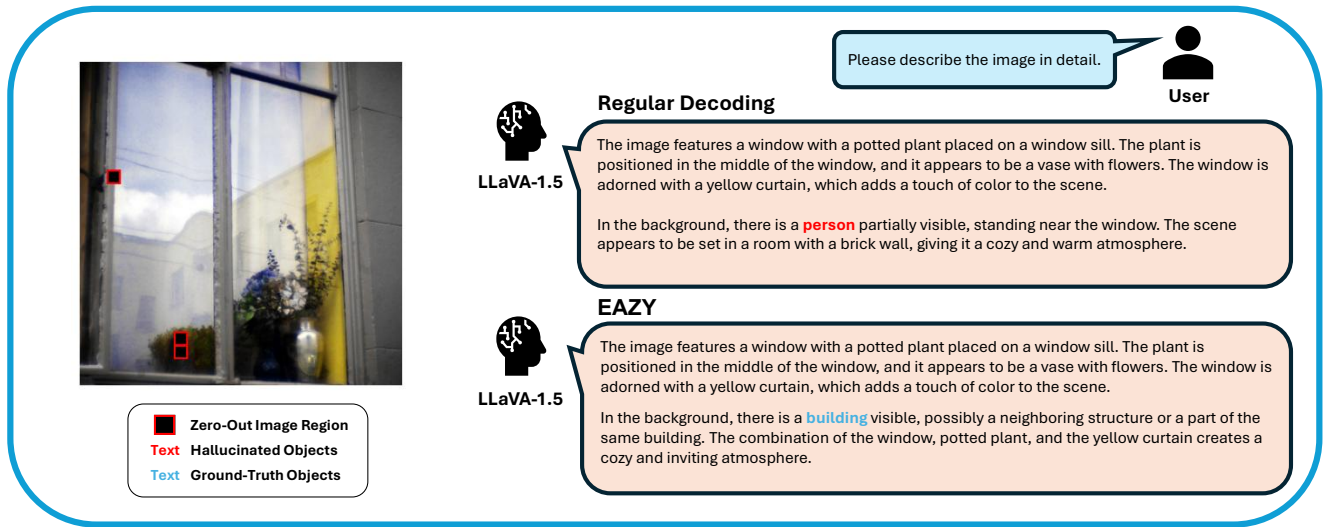 Please describe the image in detail.
User
Regular Decoding
LLaVA-1.5
The image features a window with a potted plant placed on a window sill. The plant is
positioned in the middle of the window, and it appears to be a vase with flowers. The window is
adorned with a yellow curtain, which adds a touch of color to the scene.
In the background, there is a person partially visible, standing near the window. The scene
appears to be set in a room with a brick wall, giving it a cozy and warm atmosphere.
EAZY
LLaVA-1.5
The image features a window with a potted plant placed on a window sill. The plant is
positioned in the middle of the window, and it appears to be a vase with flowers. The window is
adorned with a yellow curtain, which adds a touch of color to the scene.
In the background, there is a building visible, possibly a neighboring structure or a part of the
same building. The combination of the window, potted plant, and the yellow curtain creates a
cozy and inviting atmosphere.
Zero-Out Image Region
Text Hallucinated Objects
Text Ground-Truth Objects